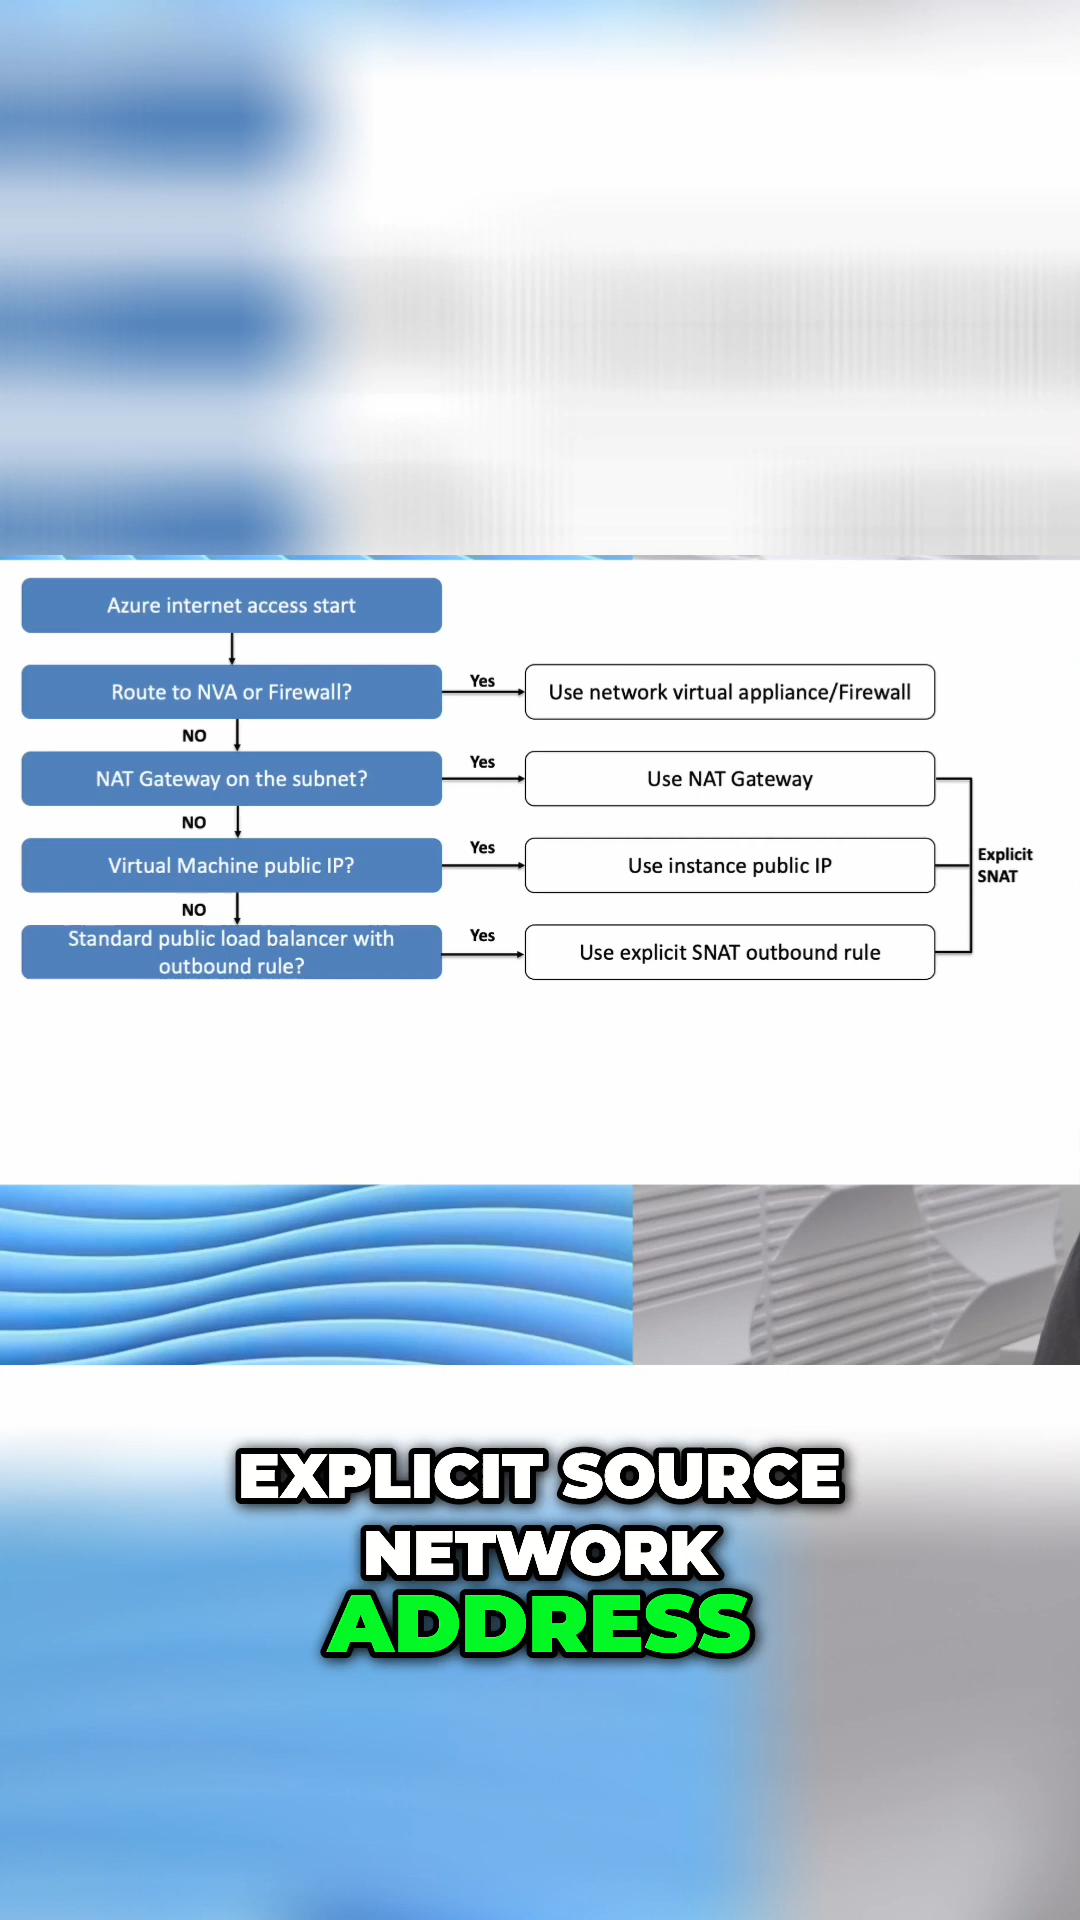 Azure internet access start
Route to NVA or Firewall?
Yes
Use network virtual appliance/Firewall
NO
NAT Gateway on the subnet?
Yes
Use NAT Gateway
NO
Virtual Machine public IP?
Yes
Use instance public IP
Explicit
SNAT
NO
Standard public load balancer with
outbound rule?
Yes
Use explicit SNAT outbound rule
EXPLICIT SOURCE
NETWORK
ADDRESS